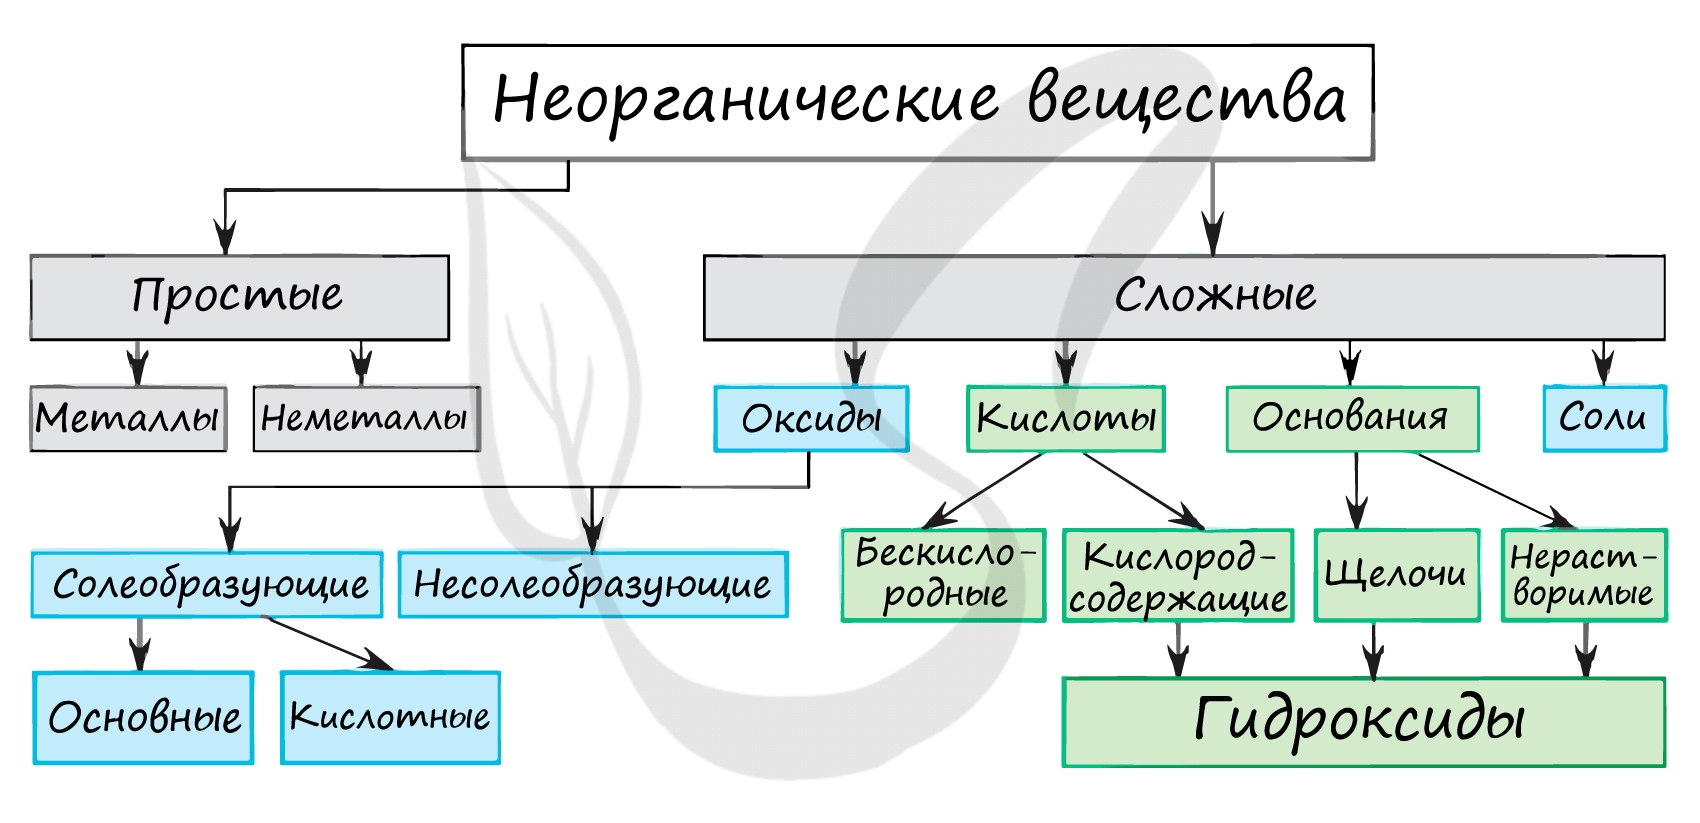 Неорганические вещества
Простые
Сложные
Металлы
Неметаллы
Оксиды
Кислоты
Основания
Соли
Солеобразующие
Несолеобразующие
Бескисло-
родные
Кислород-
содержащие
Щелочи
Нераст-
воримые
Основные
Кислотные
Гидроксиды